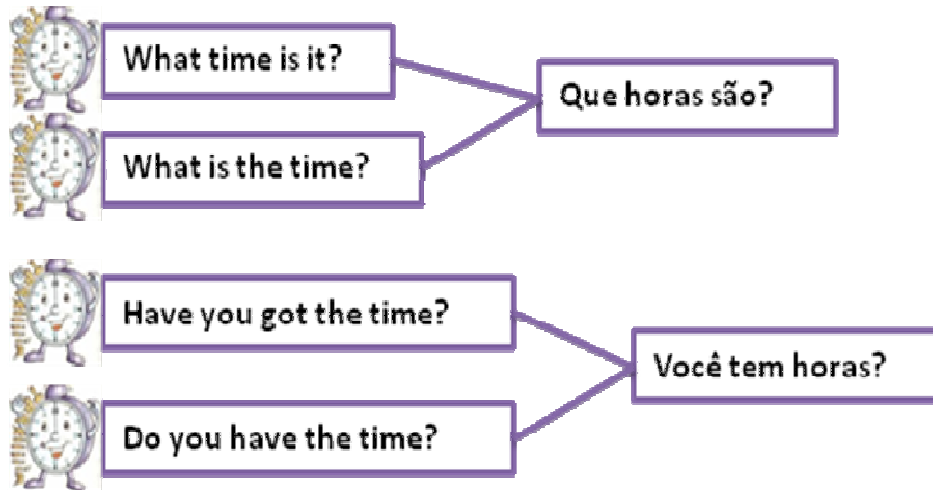 What time is it?
Que horas são?
What is the time?
Have you got the time?
Você tem horas?
Do you have the time?